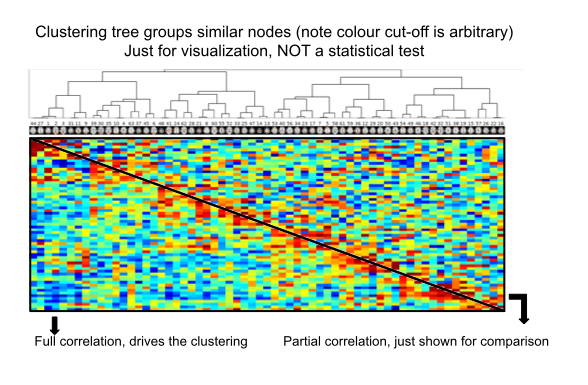 Clustering tree groups similar nodes (note colour cut-off is arbitrary)
Just for visualization, NOT a statistical test
Full correlation, drives the clustering
Partial correlation, just shown for comparison